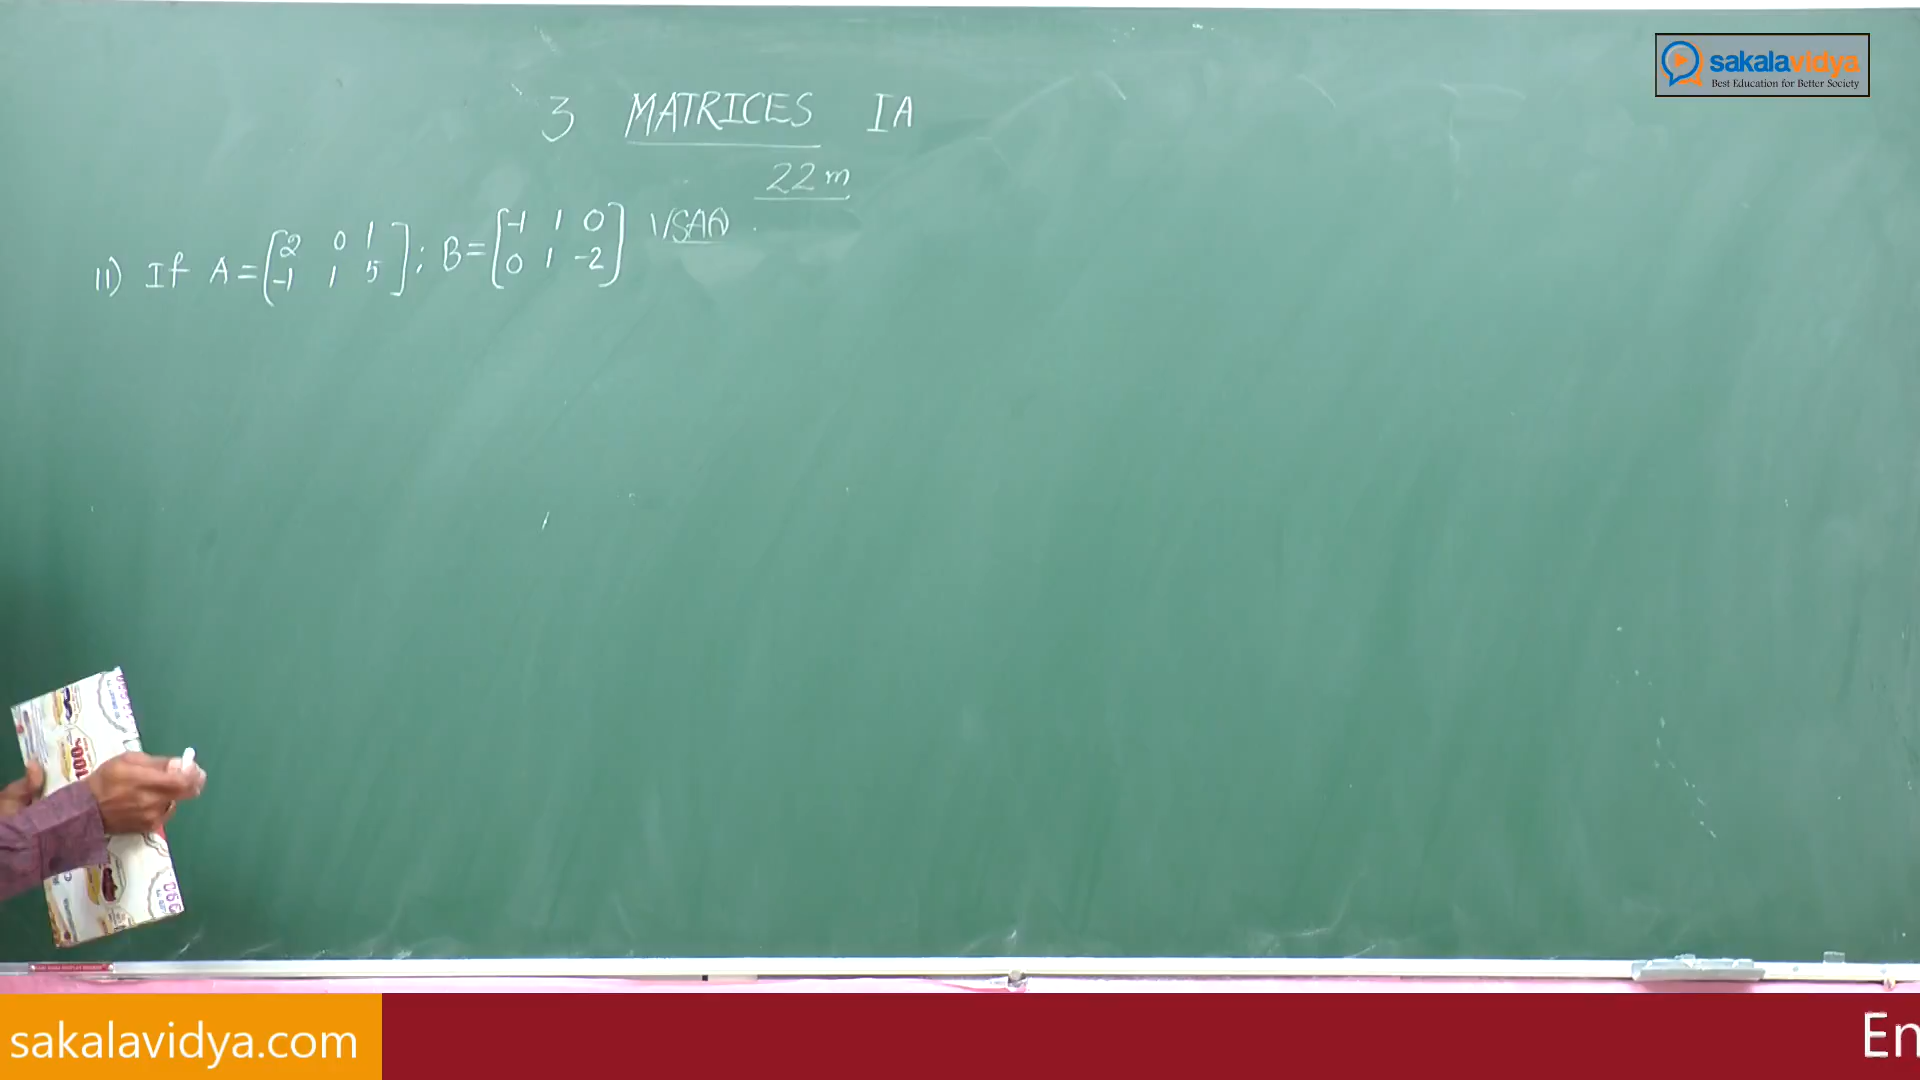 sakalavidya
Best Education for Better Society
3 MATRICES IA
22m
11) If A = [2 0 1; -1 1 5]; B = [-1 1 0; 0 1 -2] VSAQ.
100
sakalavidya.com
En